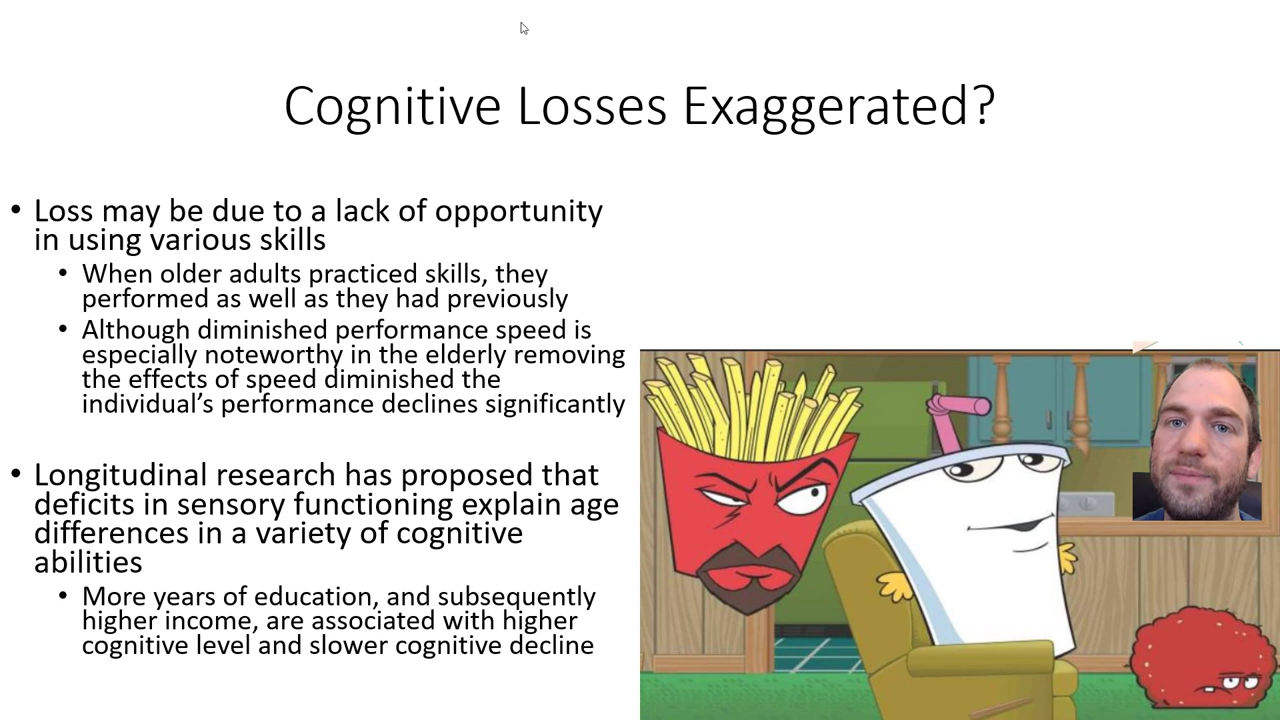 Cognitive Losses Exaggerated?
• Loss may be due to a lack of opportunity
in using various skills
• When older adults practiced skills, they
performed as well as they had previously
• Although diminished performance speed is
especially noteworthy in the elderly removing
the effects of speed diminished the
individual’s performance declines significantly
• Longitudinal research has proposed that
deficits in sensory functioning explain age
differences in a variety of cognitive
abilities
• More years of education, and subsequently
higher income, are associated with higher
cognitive level and slower cognitive decline